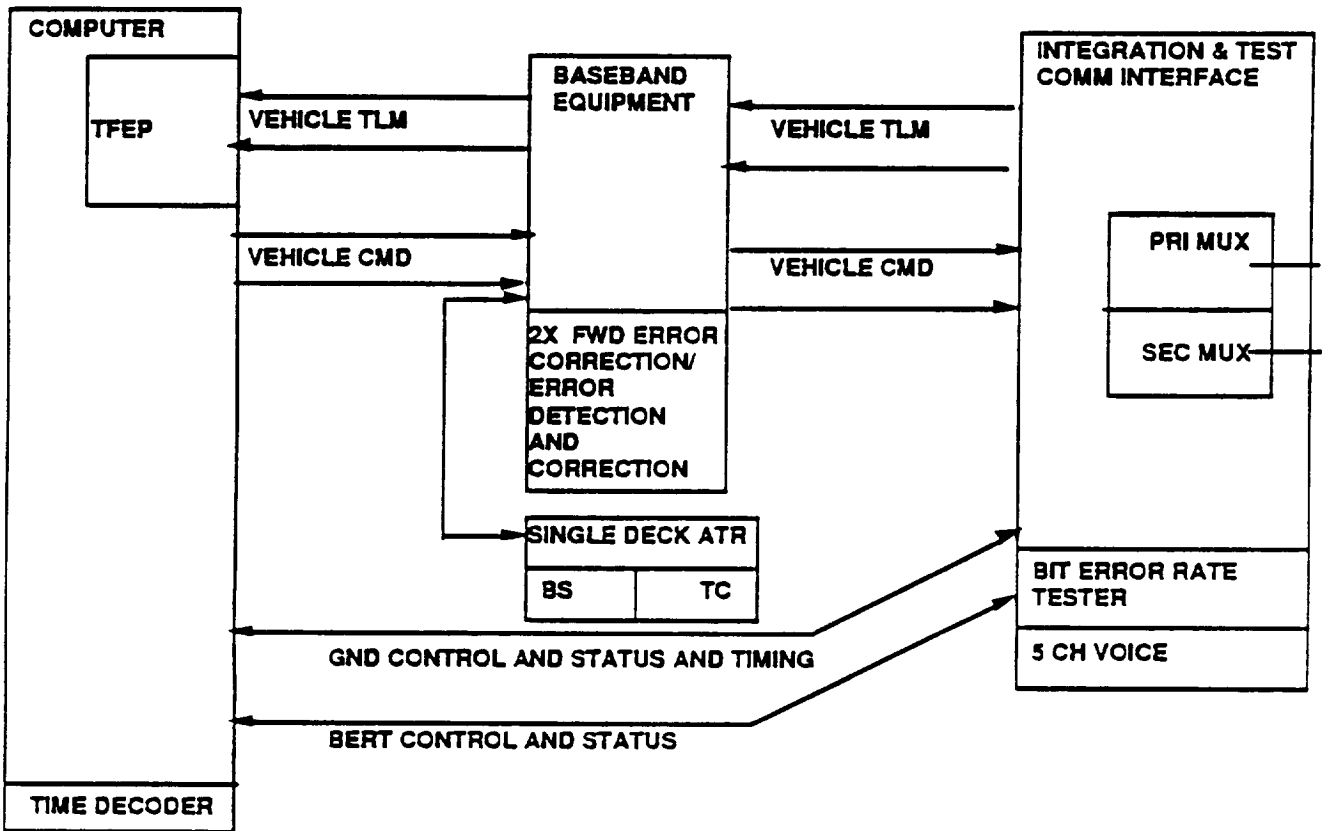 COMPUTER
TFEP
VEHICLE TLM
VEHICLE CMD
TIME DECODER
BASEBAND
EQUIPMENT
2X FWD ERROR
CORRECTION/
ERROR
DETECTION
AND
CORRECTION
SINGLE DECK ATR
BS
TC
VEHICLE TLM
VEHICLE CMD
GND CONTROL AND STATUS AND TIMING
BERT CONTROL AND STATUS
INTEGRATION & TEST
COMM INTERFACE
PRI MUX
SEC MUX
BIT ERROR RATE
TESTER
5 CH VOICE